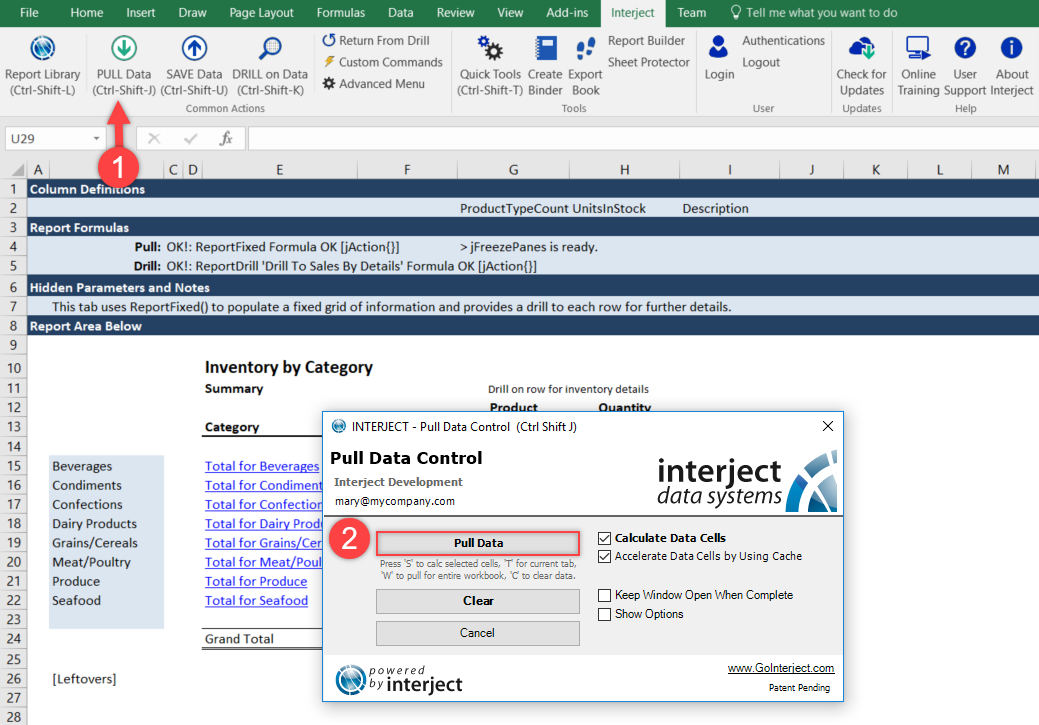 File Home Insert Draw Page Layout Formulas Data Review View Add-ins Interject Team Tell me what you want to do
Report Library (Ctrl-Shift-L)
PULL Data (Ctrl-Shift-J)
SAVE Data (Ctrl-Shift-U)
DRILL on Data (Ctrl-Shift-K)
Return From Drill
Custom Commands
Advanced Menu
Common Actions
Quick Tools (Ctrl-Shift-T)
Create Binder
Export Book
Report Builder
Sheet Protector
Tools
Login
Authentications
Logout
User
Check for Updates
Updates
Online Training
User Support
About Interject
Help
U29 fx
1
A C D E F G H I J K L M
1 Column Definitions
2 ProductTypeCount UnitsInStock Description
3 Report Formulas
4 Pull: OK!: ReportFixed Formula OK [jAction{}] > jFreezePanes is ready.
5 Drill: OK!: ReportDrill 'Drill To Sales By Details' Formula OK [jAction{}]
6 Hidden Parameters and Notes
7 This tab uses ReportFixed() to populate a fixed grid of information and provides a drill to each row for further details.
8 Report Area Below
9
10 Inventory by Category
11 Summary Drill on row for inventory details
12 Product Quantity
13 Category
14
15 Beverages Total for Beverages
16 Condiments Total for Condiment
17 Confections Total for Confection
18 Dairy Products Total for Dairy Prod
19 Grains/Cereals Total for Grains/Cer
20 Meat/Poultry Total for Meat/Poul
21 Produce Total for Produce
22 Seafood Total for Seafood
23
24 Grand Total
25
26 [Leftovers]
27
28
INTERJECT - Pull Data Control (Ctrl Shift J)
Pull Data Control
Interject Development
mary@mycompany.com
interject
data systems
2
Pull Data
Press 'S' to calc selected cells, 'T' for current tab,
'W' to pull for entire workbook, 'C' to clear data.
Clear
Cancel
Calculate Data Cells
Accelerate Data Cells by Using Cache
Keep Window Open When Complete
Show Options
powered
by interject
www.GoInterject.com
Patent Pending